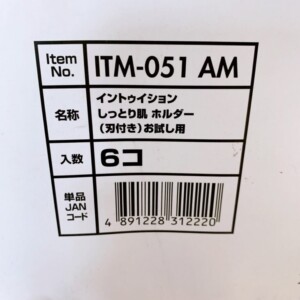 Item No.
ITM-051 AM
名称
イントゥイション
しっとり肌 ホルダー
（刃付き）お試し用
入数
6コ
単品
JAN
コード
4 891228 312220